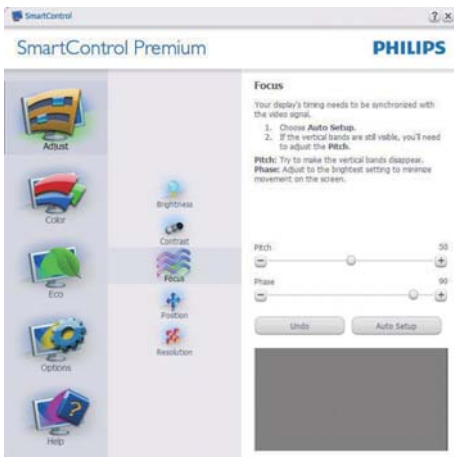 SmartControl
SmartControl Premium
PHILIPS
Adjust
Color
Eco
Options
Help
Brightness
Contrast
Focus
Position
Resolution
Focus
Your display's timing needs to be synchronized with
the video signal.
1. Choose Auto Setup.
2. If the vertical bands are still visible, you'll need
to adjust the Pitch.
Pitch: Try to make the vertical bands disappear.
Phase: Adjust to the brightest setting to minimize
movement on the screen.
Pitch 50
Phase 90
Undo Auto Setup